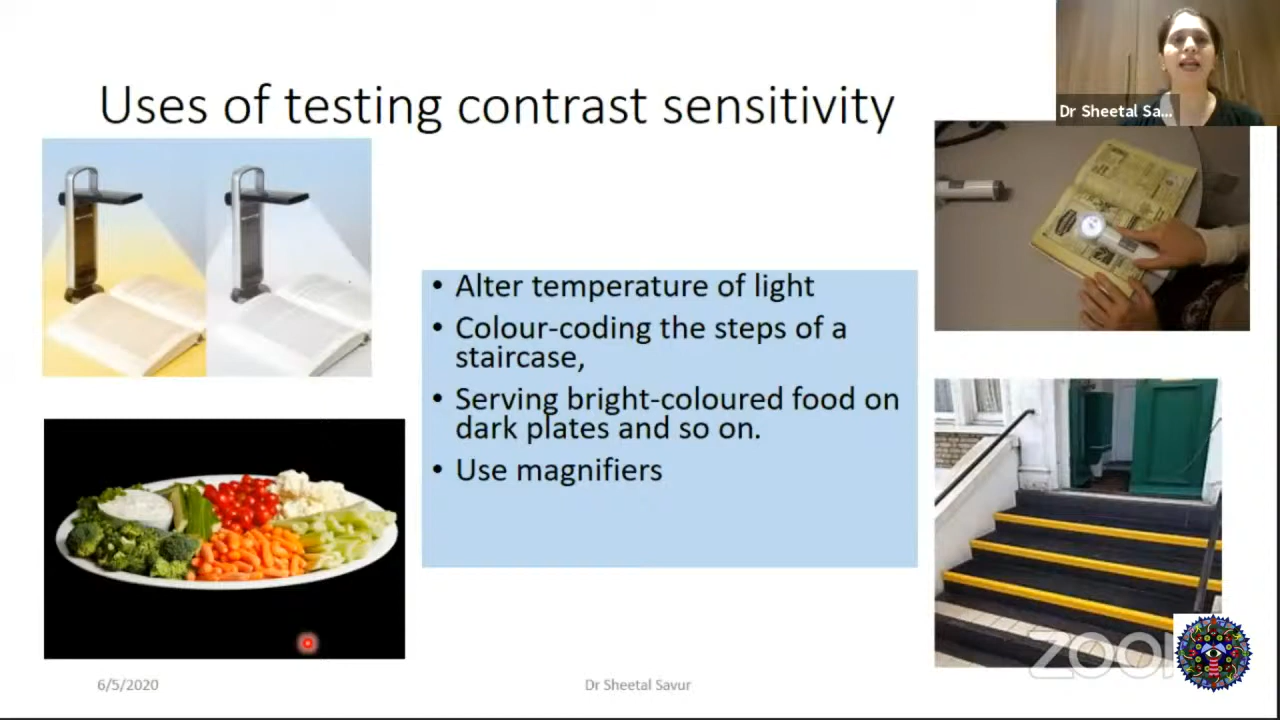 Dr Sheetal Sa...
Uses of testing contrast sensitivity
• Alter temperature of light
• Colour-coding the steps of a
staircase,
• Serving bright-coloured food on
dark plates and so on.
• Use magnifiers
6/5/2020
Dr Sheetal Savur
ZOOM